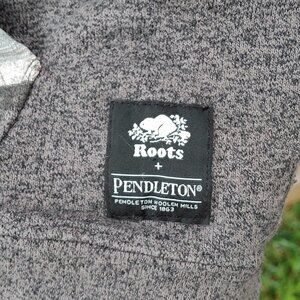 Roots
+
PENDLETON®
PENDLETON WOOLEN MILLS
SINCE 1863